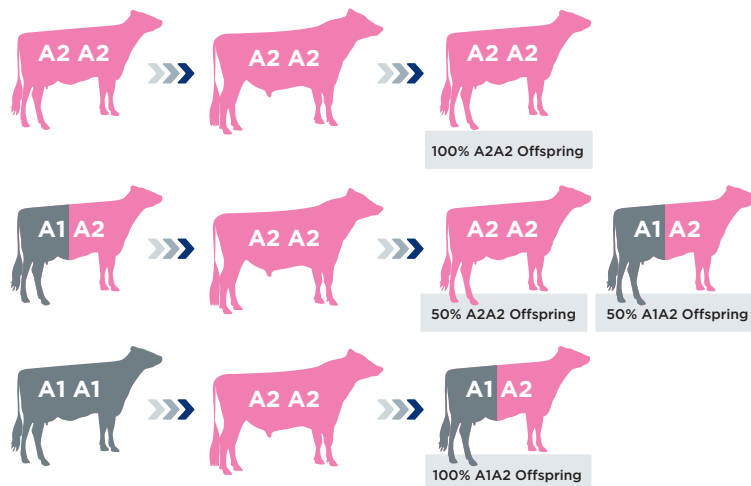 A2 A2
A2 A2
A2 A2
100% A2A2 Offspring
A1 A2
A2 A2
A2 A2
A1 A2
50% A2A2 Offspring
50% A1A2 Offspring
A1 A1
A2 A2
A1 A2
100% A1A2 Offspring